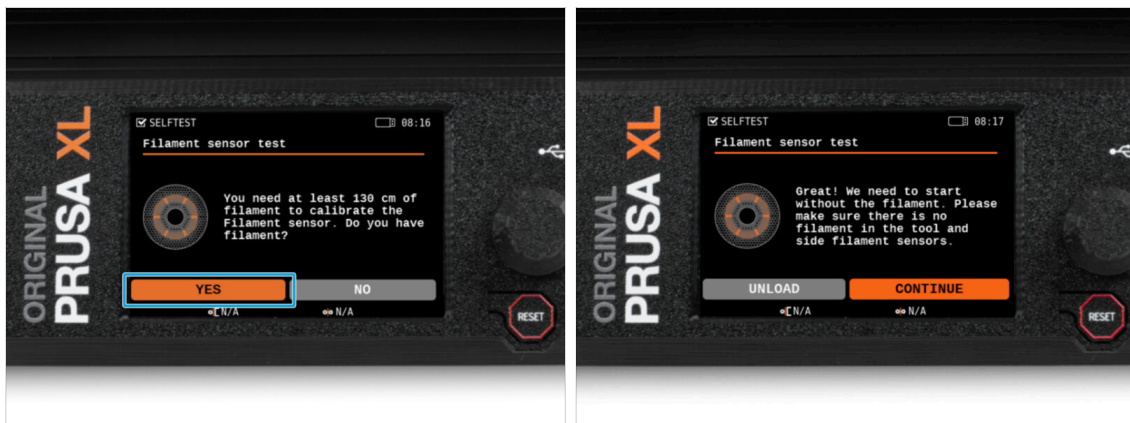 ORIGINAL
PRUSA XL
SELFTEST 08:16
Filament sensor test
You need at least 130 cm of
filament to calibrate the
Filament sensor. Do you have
filament?
YES NO
N/A N/A
RESET
ORIGINAL
PRUSA XL
SELFTEST 08:17
Filament sensor test
Great! We need to start
without the filament. Please
make sure there is no
filament in the tool and
side filament sensors.
UNLOAD CONTINUE
N/A N/A
RESET